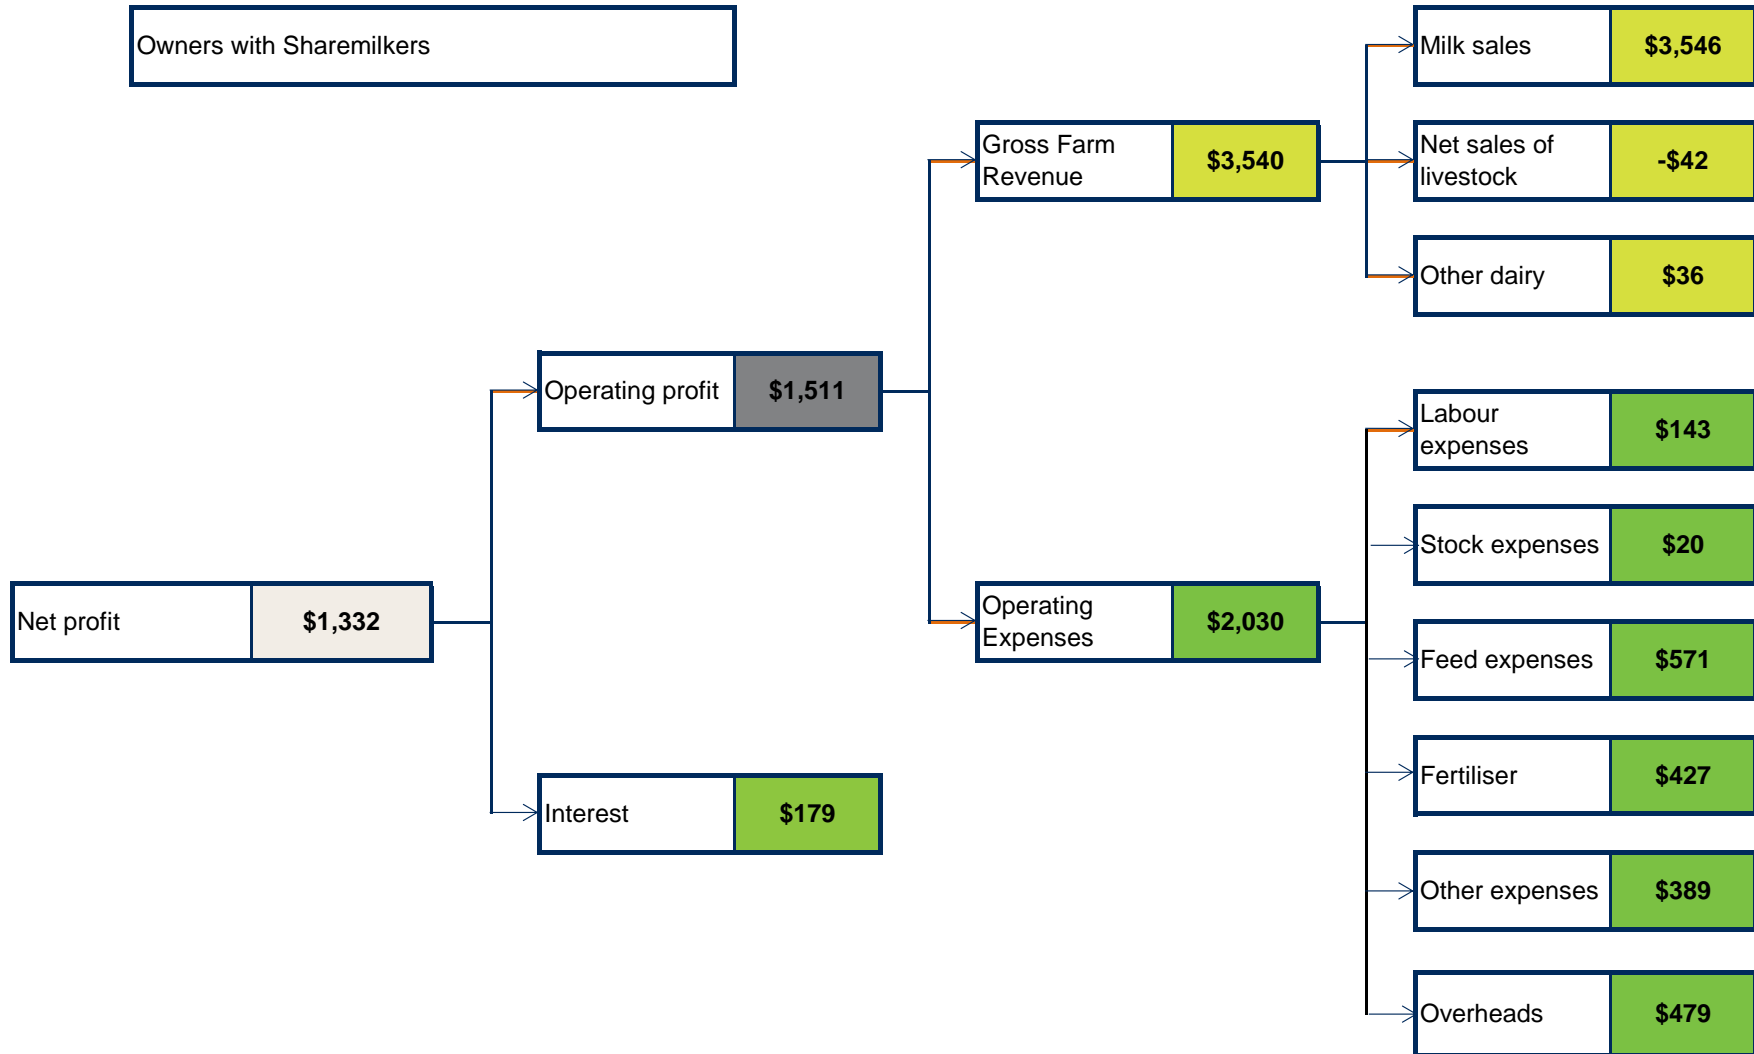 Owners with Sharemilkers
Milk sales
$3,546
Gross Farm
Revenue
$3,540
Net sales of
livestock
-$42
Other dairy
$36
Operating profit
$1,511
Labour
expenses
$143
Stock expenses
$20
Net profit
$1,332
Operating
Expenses
$2,030
Feed expenses
$571
Fertiliser
$427
Interest
$179
Other expenses
$389
Overheads
$479